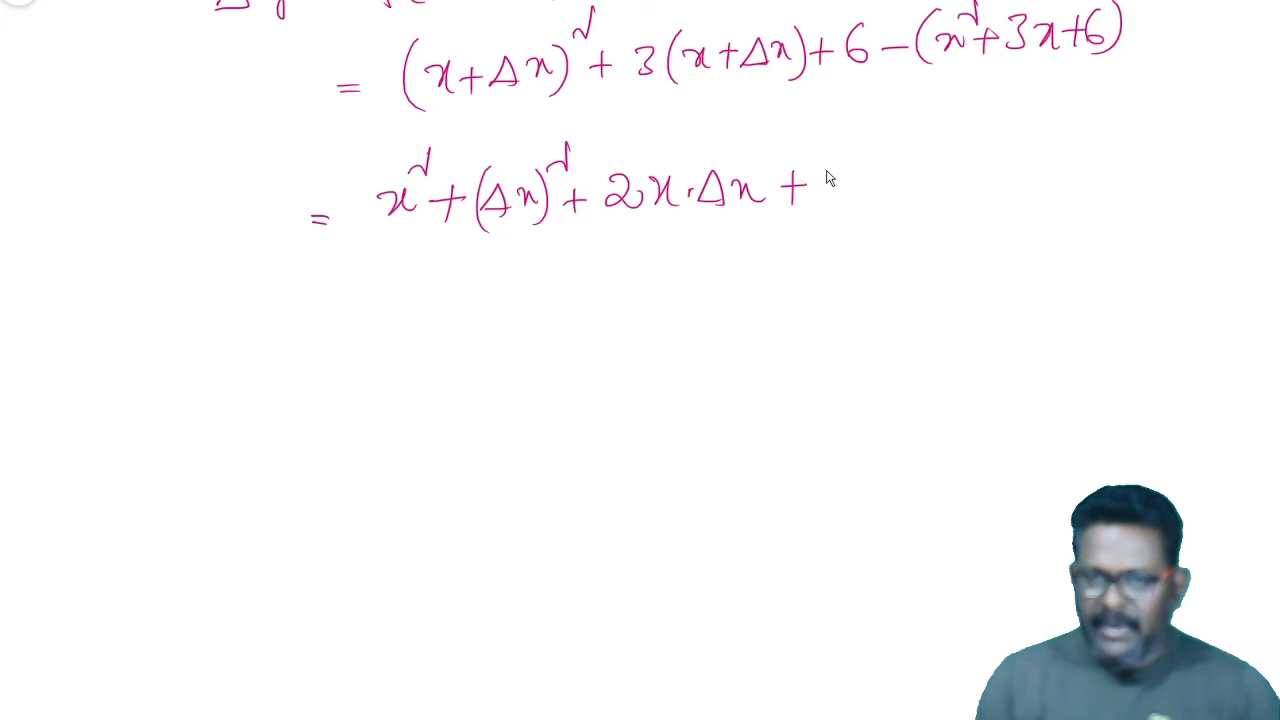 = (x+Δx)² + 3(x+Δx)+6-(x²+3x+6)
= x²+(Δx)²+2x·Δx+